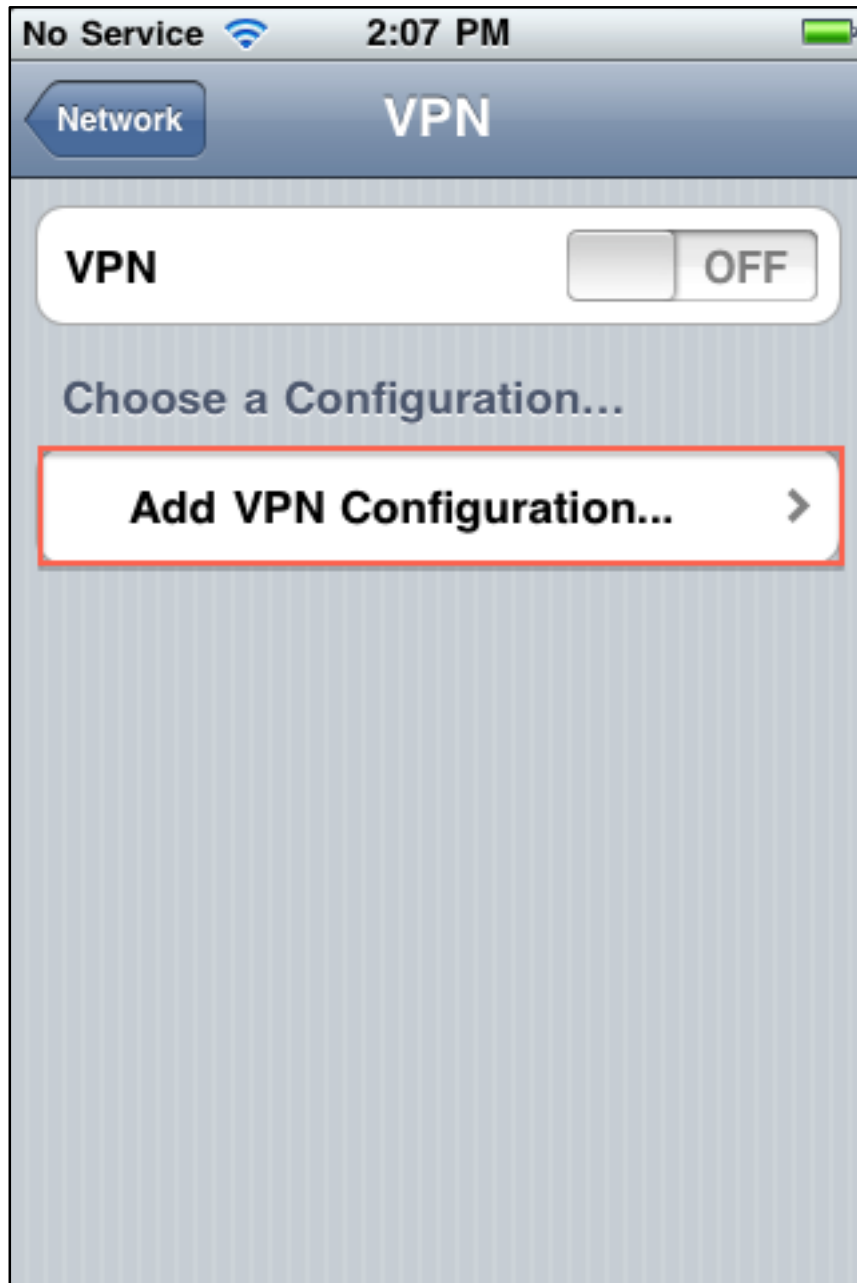 No Service 2:07 PM
Network VPN
VPN OFF
Choose a Configuration...
Add VPN Configuration...